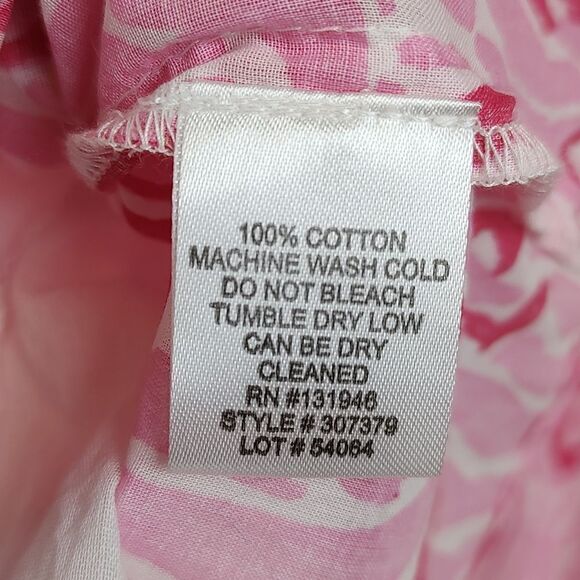 100% COTTON
MACHINE WASH COLD
DO NOT BLEACH
TUMBLE DRY LOW
CAN BE DRY
CLEANED
RN #131946
STYLE # 307379
LOT # 54064